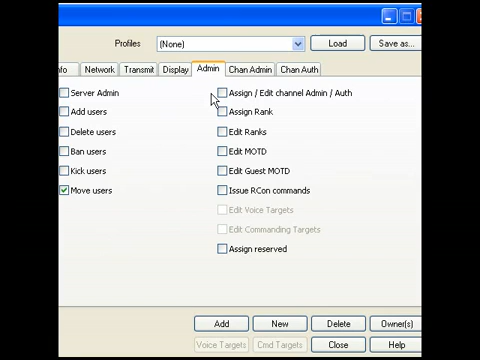 Profiles (None) Load Save as...
nfo Network Transmit Display Admin Chan Admin Chan Auth
Server Admin Assign / Edit channel Admin / Auth
Add users Assign Rank
Delete users Edit Ranks
Ban users Edit MOTD
Kick users Edit Guest MOTD
Move users Issue RCon commands
Edit Voice Targets
Edit Commanding Targets
Assign reserved
Add New Delete Owner(s)
Voice Targets Cmd Targets Close Help